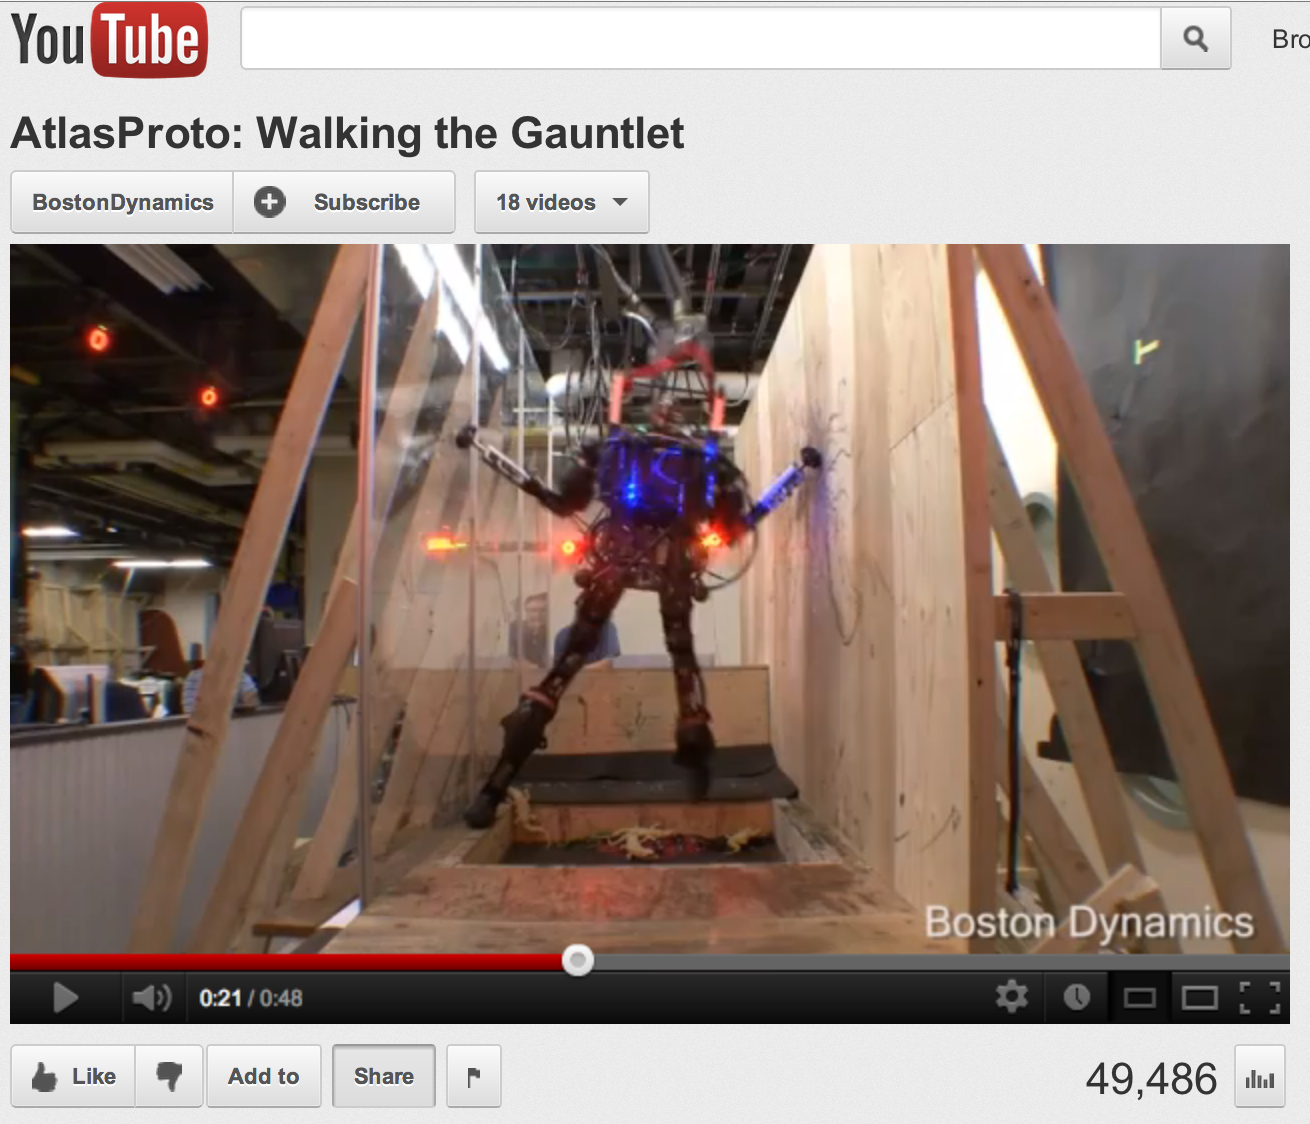 YouTube
Bro
AtlasProto: Walking the Gauntlet
BostonDynamics Subscribe 18 videos
Boston Dynamics
0:21 / 0:48
Like Add to Share 49,486